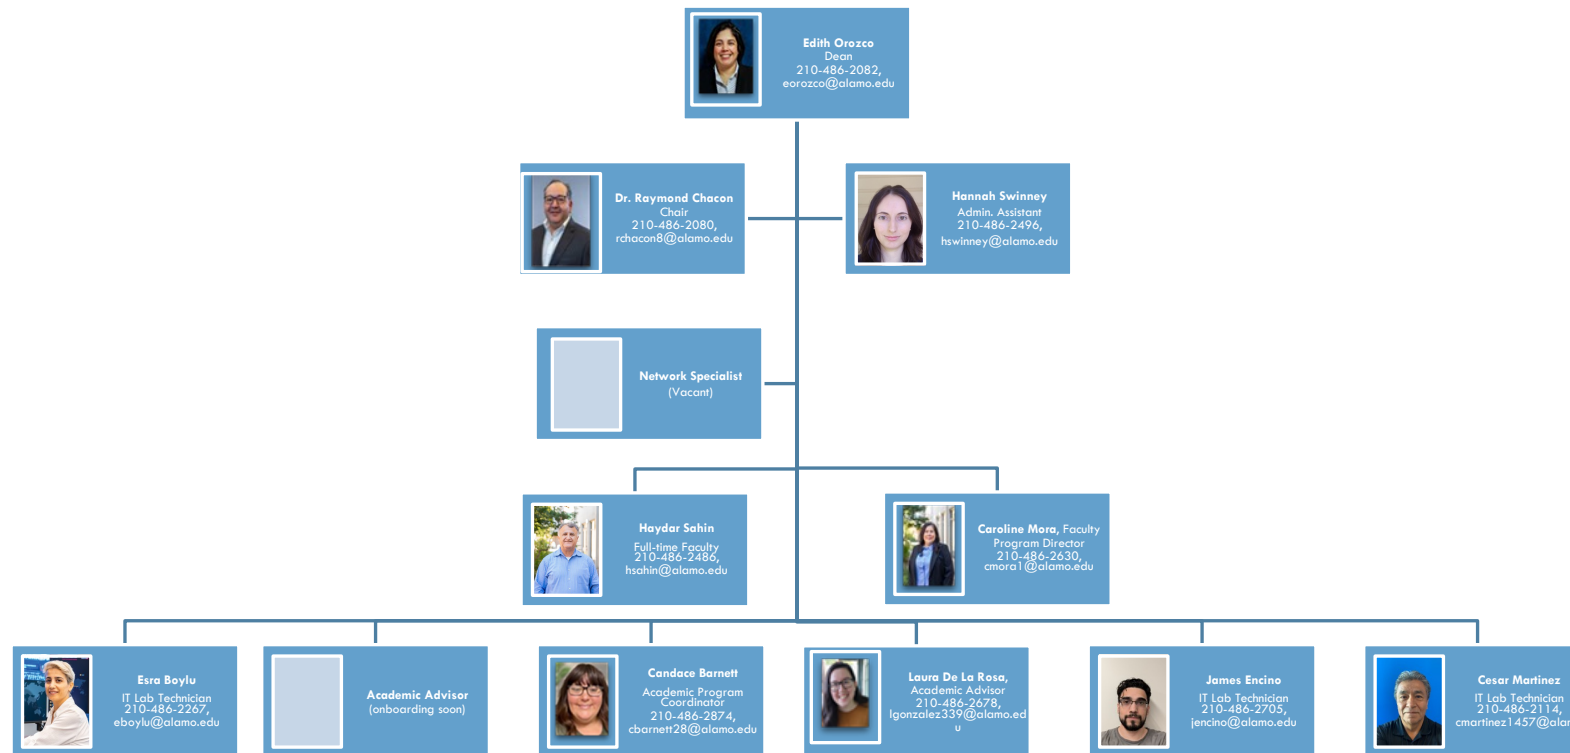 Edith Orozco
Dean
210-486-2082,
eorozco@alamo.edu
Dr. Raymond Chacon
Chair
210-486-2080,
rchacon8@alamo.edu
Hannah Swinney
Admin. Assistant
210-486-2496,
hswinney@alamo.edu
Network Specialist
(Vacant)
Haydar Sahin
Full-time Faculty
210-486-2486,
hsahin@alamo.edu
Caroline Mora, Faculty
Program Director
210-486-2630,
cmora1@alamo.edu
Esra Boylu
IT Lab Technician
210-486-2267,
eboylu@alamo.edu
Academic Advisor
(onboarding soon)
Candace Barnett
Academic Program
Coordinator
210-486-2874,
cbarnett28@alamo.edu
Laura De La Rosa,
Academic Advisor
210-486-2678,
lgonzalez339@alamo.ed
u
James Encino
IT Lab Technician
210-486-2705,
jencino@alamo.edu
Cesar Martinez
IT Lab Technician
210-486-2114,
cmartinez1457@alam